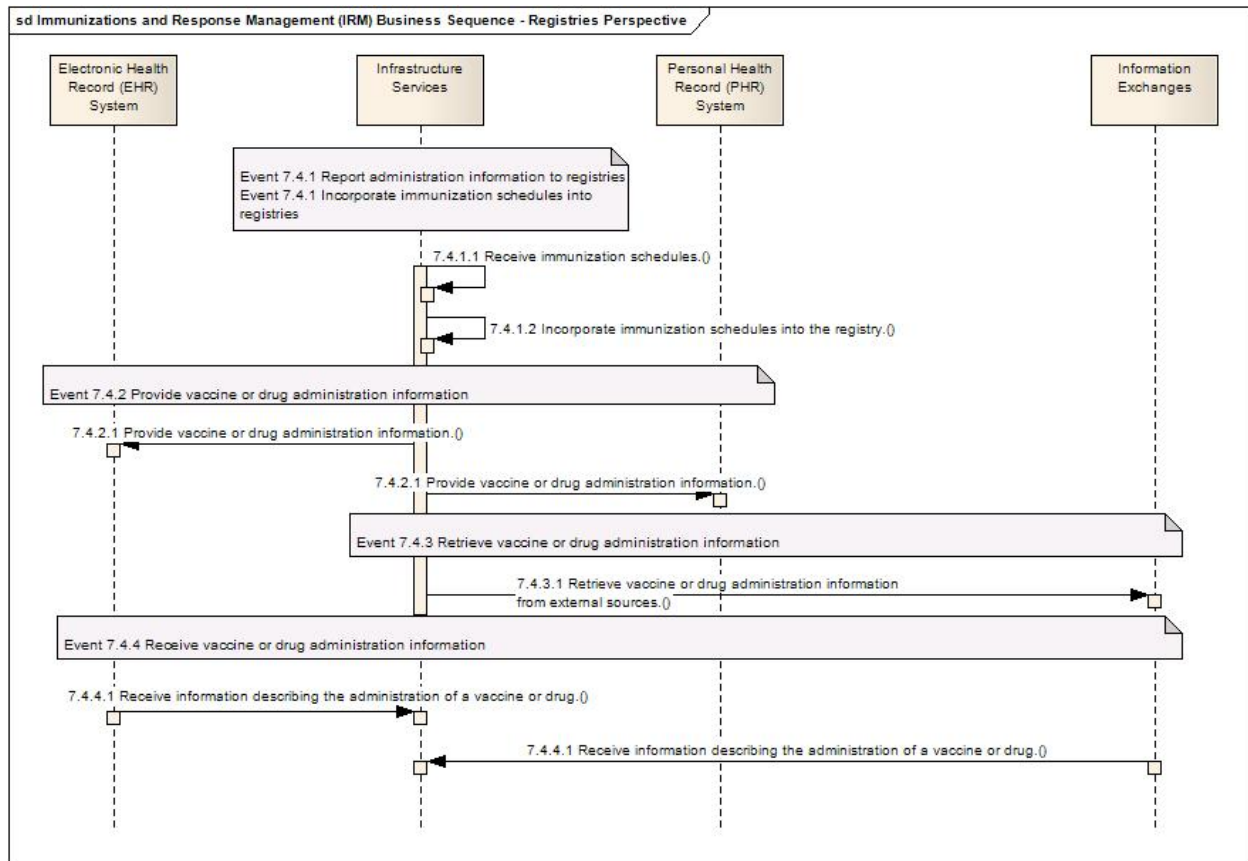 sd Immunizations and Response Management (IRM) Business Sequence - Registries Perspective
Electronic Health
Record (EHR)
System
Infrastructure
Services
Personal Health
Record (PHR)
System
Information
Exchanges
Event 7.4.1 Report administration information to registries
Event 7.4.1 Incorporate immunization schedules into
registries
7.4.1.1 Receive immunization schedules.()
7.4.1.2 Incorporate immunization schedules into the registry.()
Event 7.4.2 Provide vaccine or drug administration information
7.4.2.1 Provide vaccine or drug administration information.()
7.4.2.1 Provide vaccine or drug administration information.()
Event 7.4.3 Retrieve vaccine or drug administration information
7.4.3.1 Retrieve vaccine or drug administration information
from external sources.()
Event 7.4.4 Receive vaccine or drug administration information
7.4.4.1 Receive information describing the administration of a vaccine or drug.()
7.4.4.1 Receive information describing the administration of a vaccine or drug.()